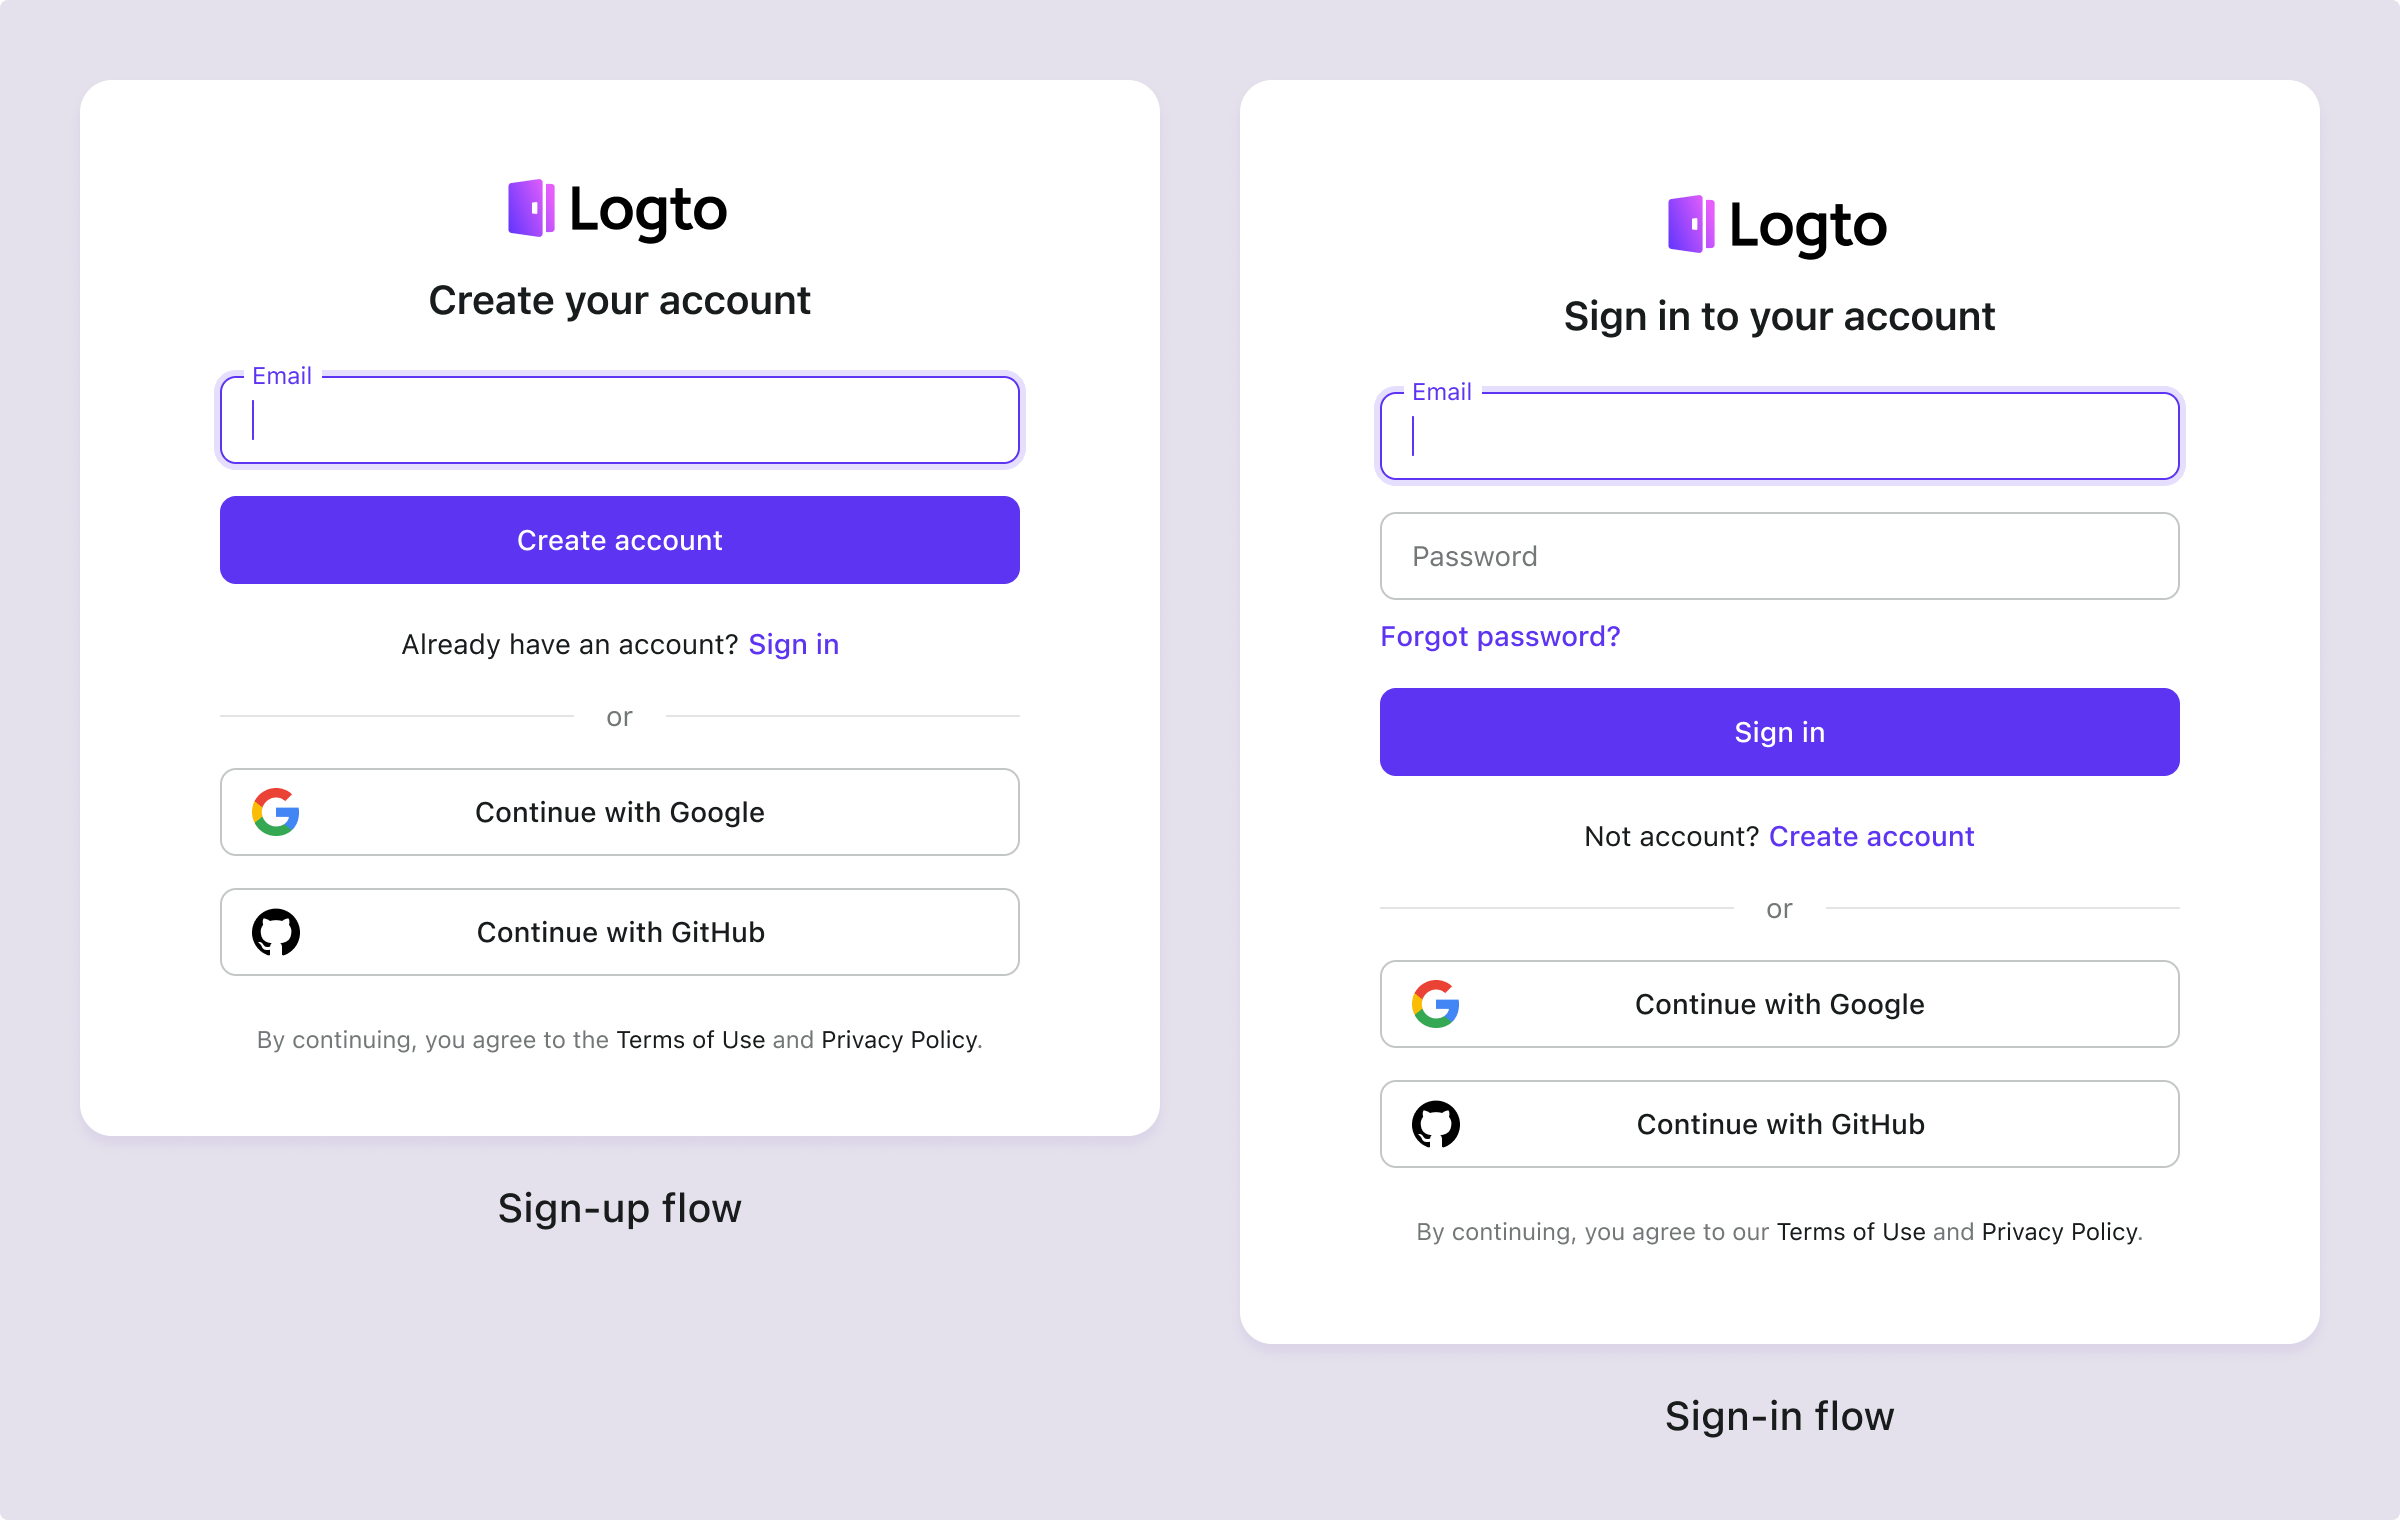 Logto
Create your account
Email
Create account
Already have an account? Sign in
or
Continue with Google
Continue with GitHub
By continuing, you agree to the Terms of Use and Privacy Policy.
Sign-up flow
Logto
Sign in to your account
Email
Password
Forgot password?
Sign in
Not account? Create account
or
Continue with Google
Continue with GitHub
By continuing, you agree to our Terms of Use and Privacy Policy.
Sign-in flow